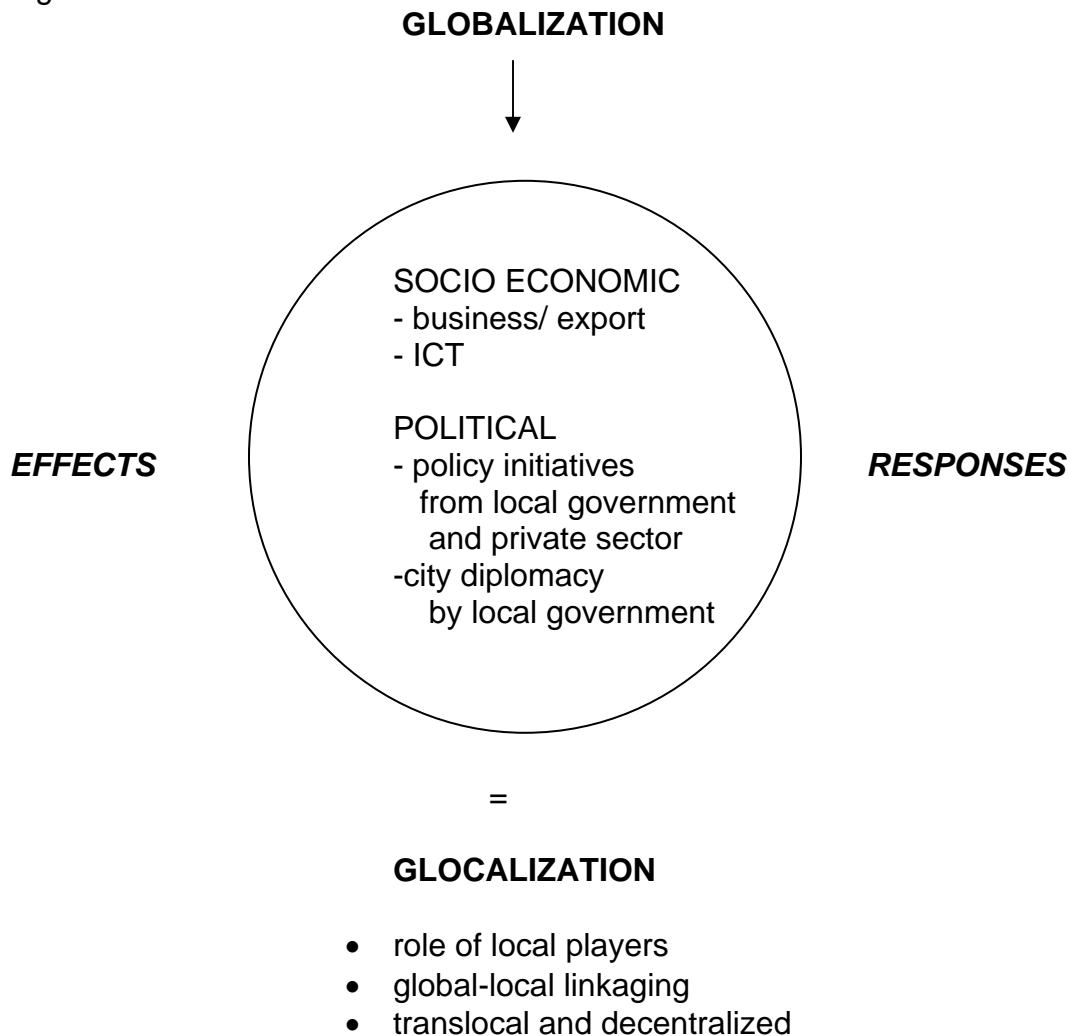 GLOBALIZATION
SOCIO ECONOMIC
- business/ export
- ICT
POLITICAL
- policy initiatives
from local government
and private sector
-city diplomacy
by local government
EFFECTS
RESPONSES
=
GLOCALIZATION
• role of local players
• global-local linkaging
• translocal and decentralized